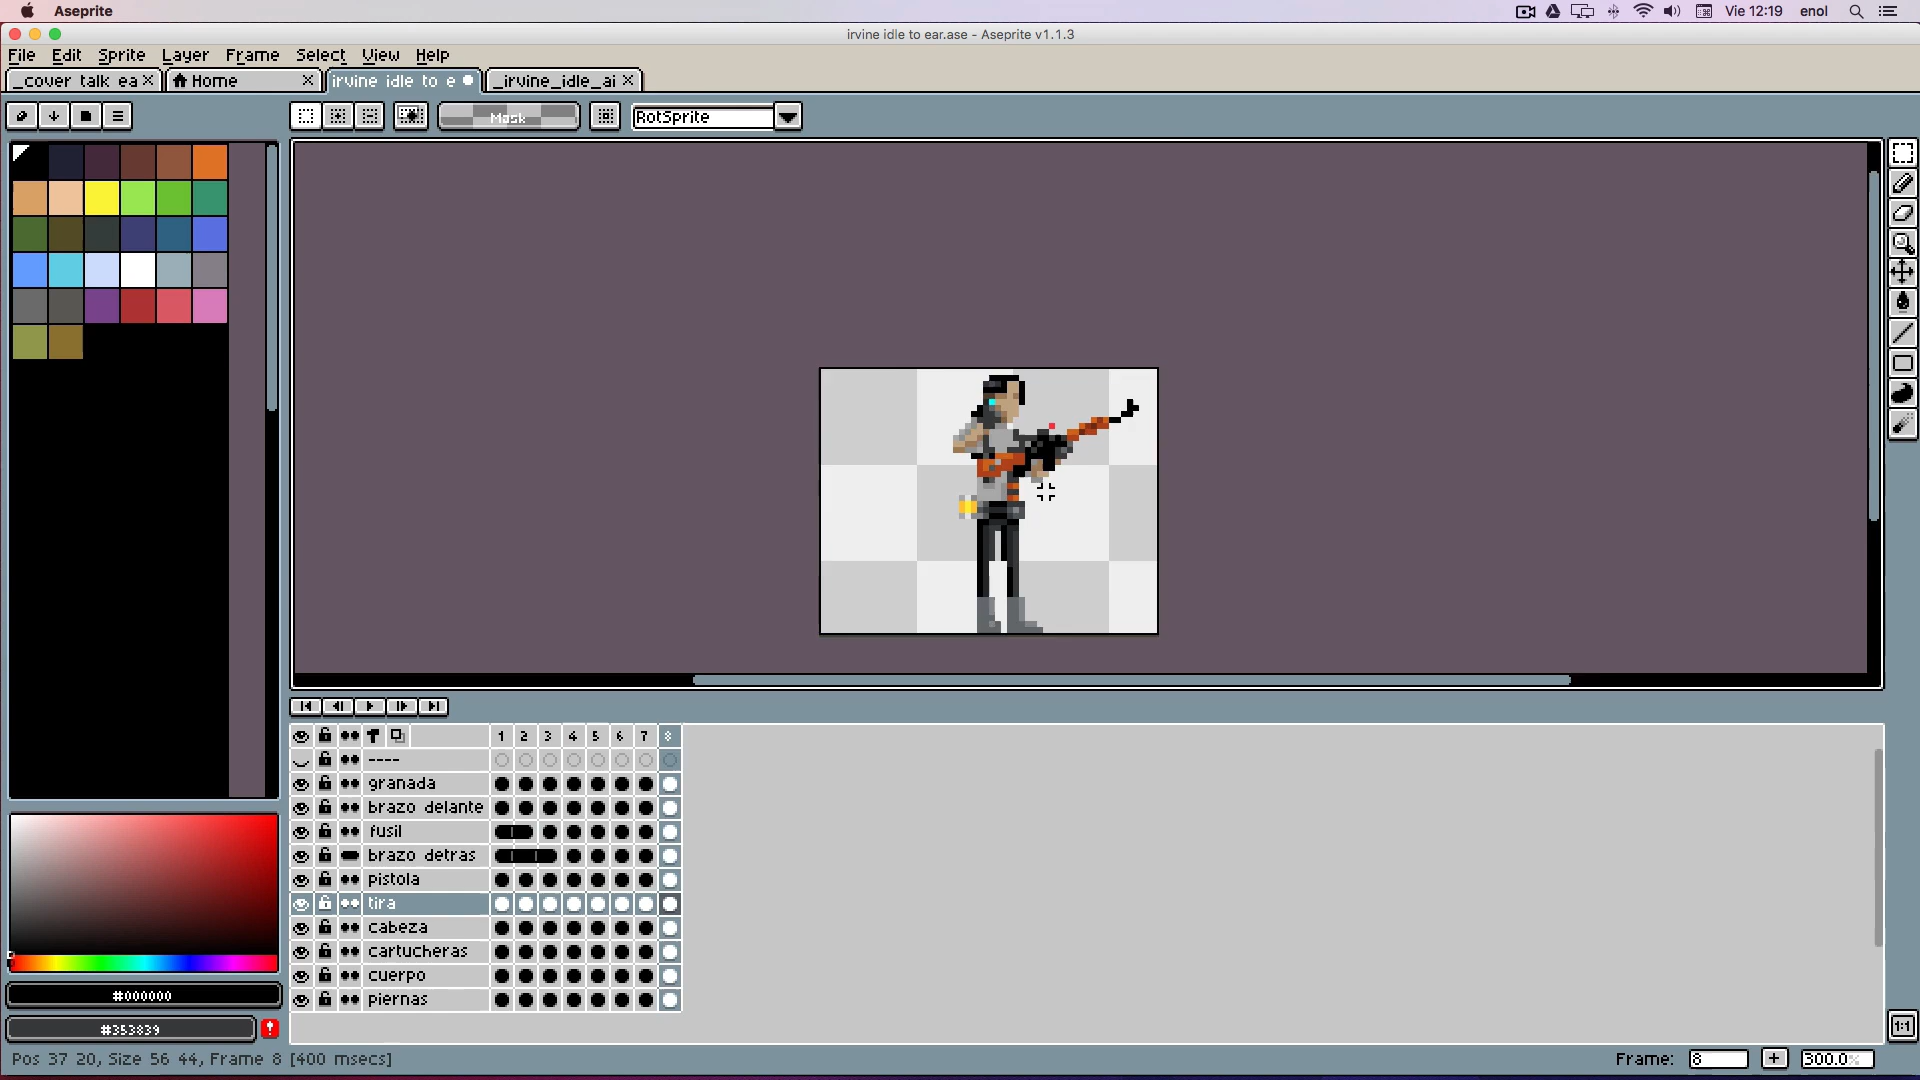 Aseprite
Vie 12:19 enol
irvine idle to ear.ase - Aseprite v1.1.3
File Edit Sprite Layer Frame Select View Help
_cover talk ea Home irvine idle to e _irvine_idle_ai
Mask RotSprite
1 2 3 4 5 6 7 8
----
granada
brazo delante
fusil
brazo detras
pistola
tira
cabeza
cartucheras
cuerpo
piernas
#000000
#353839
1:1
Pos 37 20, Size 56 44, Frame 8 [400 msecs]
Frame: 8 + 300.0%